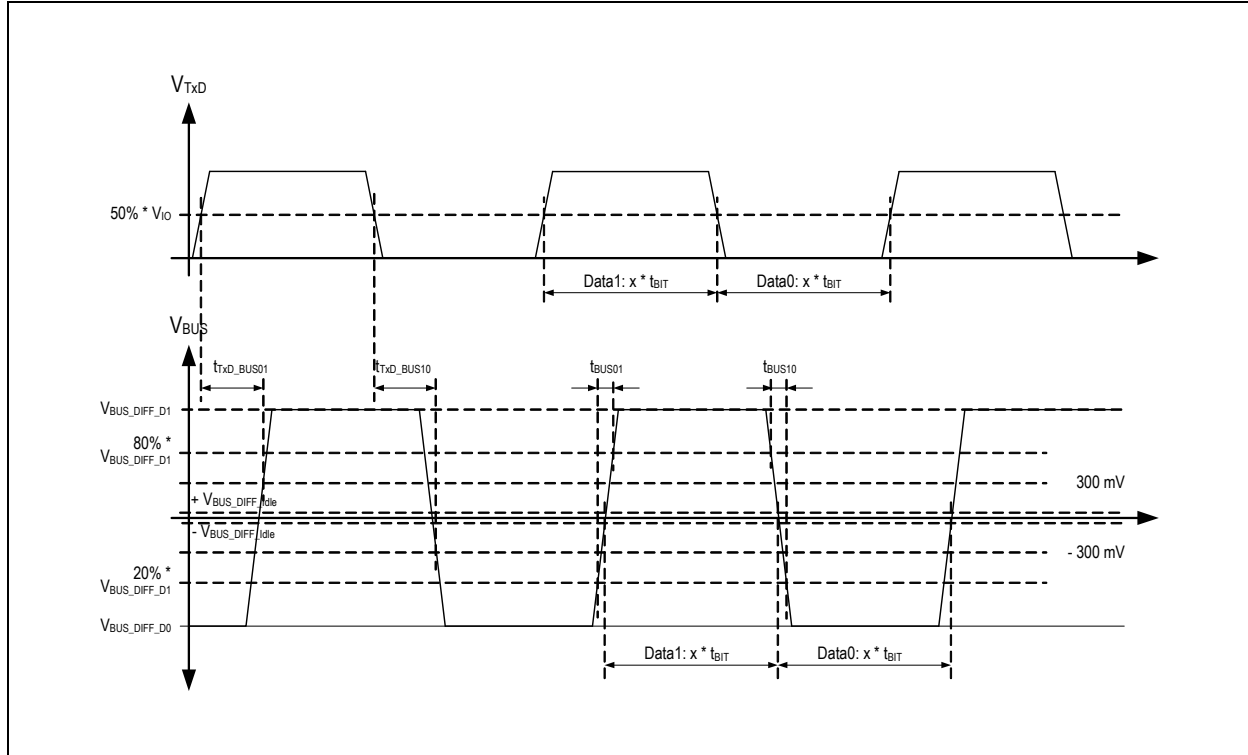 VTxD
50% * VIO
Data1: x * tBIT
Data0: x * tBIT
VBUS
tTxD_BUS01
tTxD_BUS10
tBUS01
tBUS10
VBUS_DIFF_D1
80% *
VBUS_DIFF_D1
300 mV
+ VBUS_DIFF_Idle
- VBUS_DIFF_Idle
- 300 mV
20% *
VBUS_DIFF_D1
VBUS_DIFF_D0
Data1: x * tBIT
Data0: x * tBIT